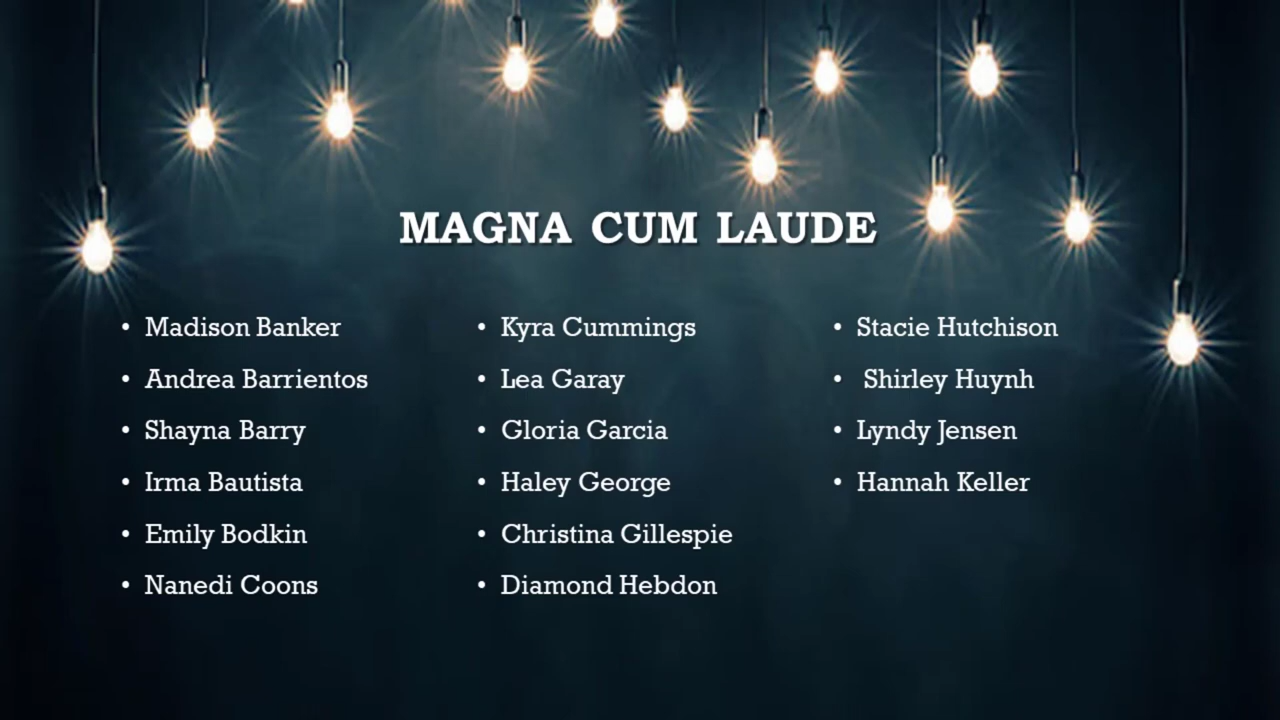 MAGNA CUM LAUDE
• Madison Banker
• Andrea Barrientos
• Shayna Barry
• Irma Bautista
• Emily Bodkin
• Nanedi Coons
• Kyra Cummings
• Lea Garay
• Gloria Garcia
• Haley George
• Christina Gillespie
• Diamond Hebdon
• Stacie Hutchison
• Shirley Huynh
• Lyndy Jensen
• Hannah Keller